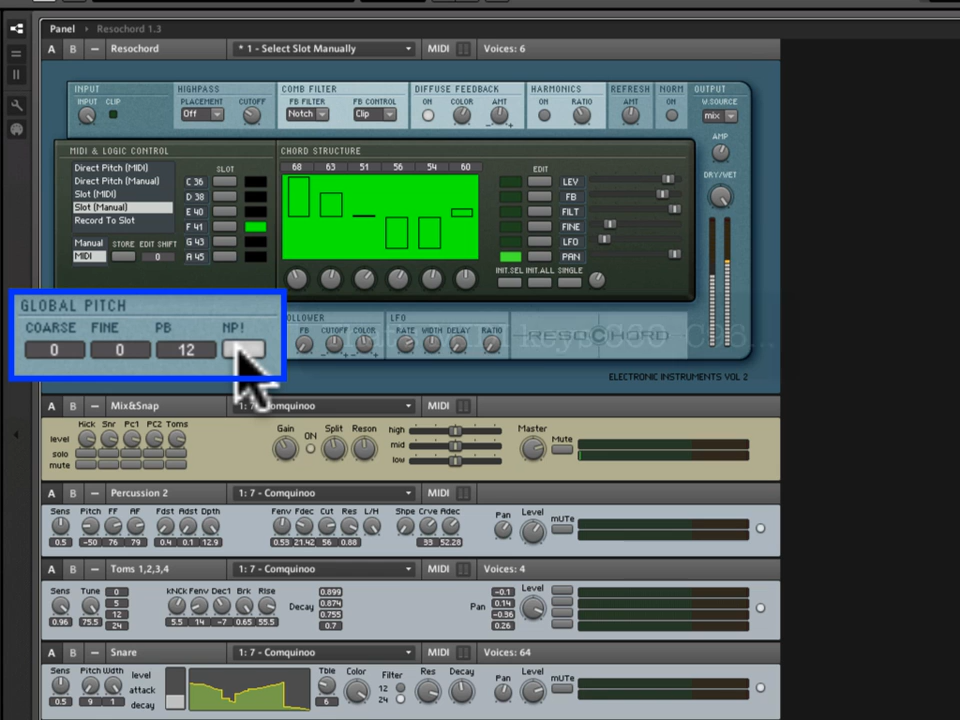 Panel › Resochord 1.3
A B Resochord * 1 - Select Slot Manually MIDI Voices: 6
INPUT HIGHPASS COMB FILTER DIFFUSE FEEDBACK HARMONICS REFRESH NORM OUTPUT
INPUT CLIP PLACEMENT CUTOFF FB FILTER FB CONTROL ON COLOR AMT ON RATIO AMT ON W.SOURCE
Off Notch Clip mix
AMP
MIDI & LOGIC CONTROL CHORD STRUCTURE
Direct Pitch (MIDI) SLOT 68 63 51 56 54 60 EDIT DRY/WET
Direct Pitch (Manual) C 36 LEV
Slot (MIDI) D 38 FB
Slot (Manual) E 40 FILT
Record To Slot F 41 FINE
Manual STORE EDIT SHIFT G 43 LFO
MIDI 0 A 45 PAN
INIT.SEL INIT.ALL SINGLE
GLOBAL PITCH
COARSE FINE PB NP!
0 0 12
OLLOWER LFO
FB CUTOFF COLOR RATE WIDTH DELAY RATIO RESOCHORD
ELECTRONIC INSTRUMENTS VOL 2
A B Mix&Snap 1: 7 - Comquinoo MIDI
Kick Snr Pc1 PC2 Toms Gain ON Split Reson high Master Mute
level mid
solo low
mute
A B Percussion 2 1: 7 - Comquinoo MIDI
Sens Pitch FF AF Fdst Adst Dpth Fenv Fdec Cut Res L/H Shpe Crve Adec Pan Level mUTe
0.5 -50 76 79 0.4 0.1 12.9 0.53 21.42 56 0.88 33 52.28
A B Toms 1,2,3,4 1: 7 - Comquinoo MIDI Voices: 4
Sens Tune 0 kNCk Fenv Dec1 Brk Rise 0.899 -0.1 Level
5 Decay 0.874 Pan 0.14
12 0.755 -0.36
0.96 75.5 24 5.5 14 -7 0.65 55.5 0.7 0.26
A B Snare 1: 7 - Comquinoo MIDI Voices: 64
Sens Pitch Wdth level Tble Color Filter Res Decay Pan Level mUTe
attack 12
0.5 9 1 decay 6 24